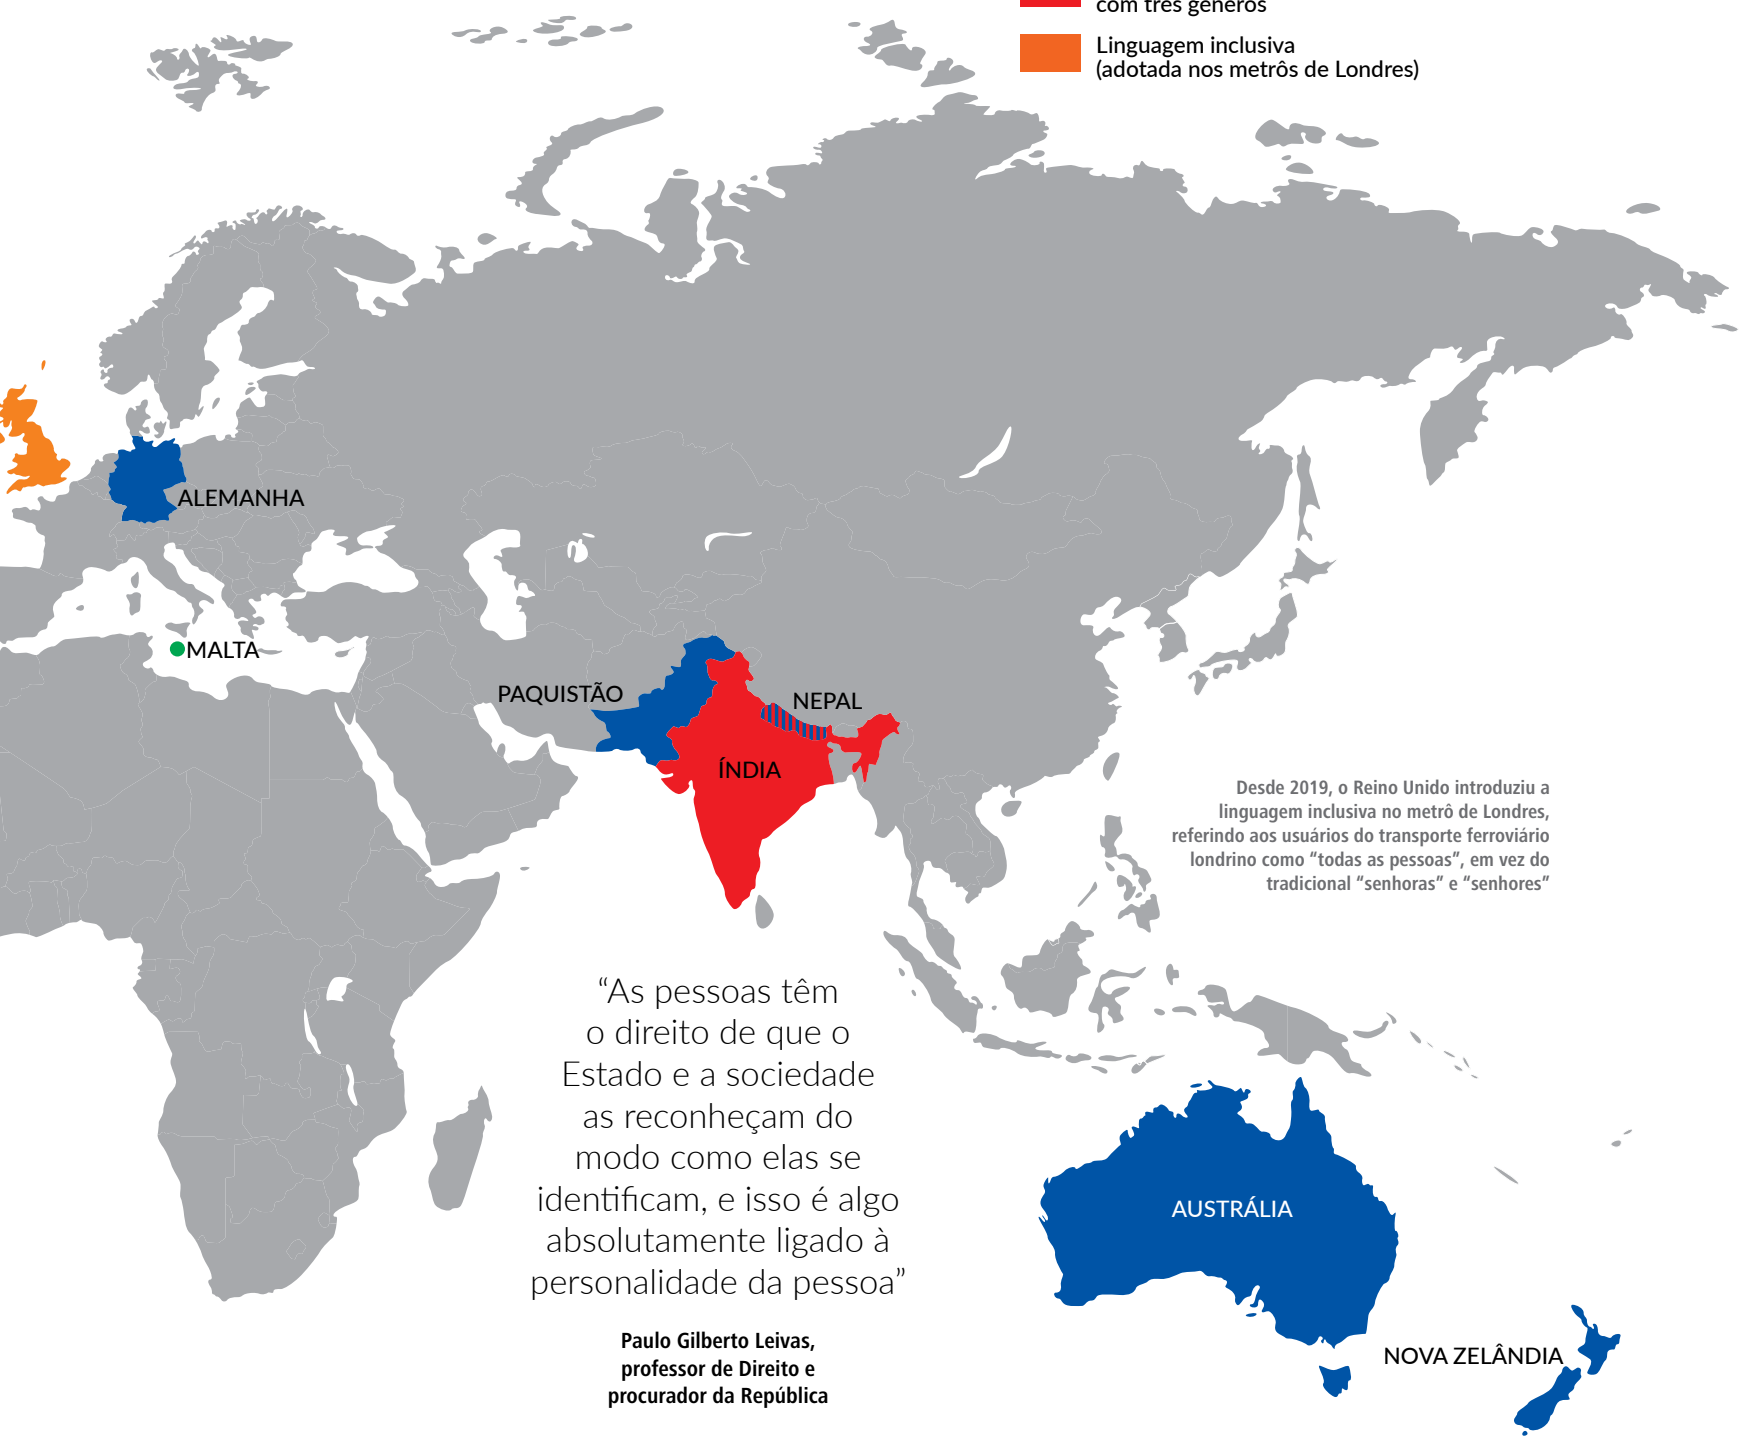 com três gêneros
Linguagem inclusiva
(adotada nos metrôs de Londres)
ALEMANHA
MALTA
PAQUISTÃO
NEPAL
ÍNDIA
Desde 2019, o Reino Unido introduziu a
linguagem inclusiva no metrô de Londres,
referindo aos usuários do transporte ferroviário
londrino como “todas as pessoas”, em vez do
tradicional “senhoras” e “senhores”
“As pessoas têm
o direito de que o
Estado e a sociedade
as reconheçam do
modo como elas se
identificam, e isso é algo
absolutamente ligado à
personalidade da pessoa”
Paulo Gilberto Leivas,
professor de Direito e
procurador da República
AUSTRÁLIA
NOVA ZELÂNDIA